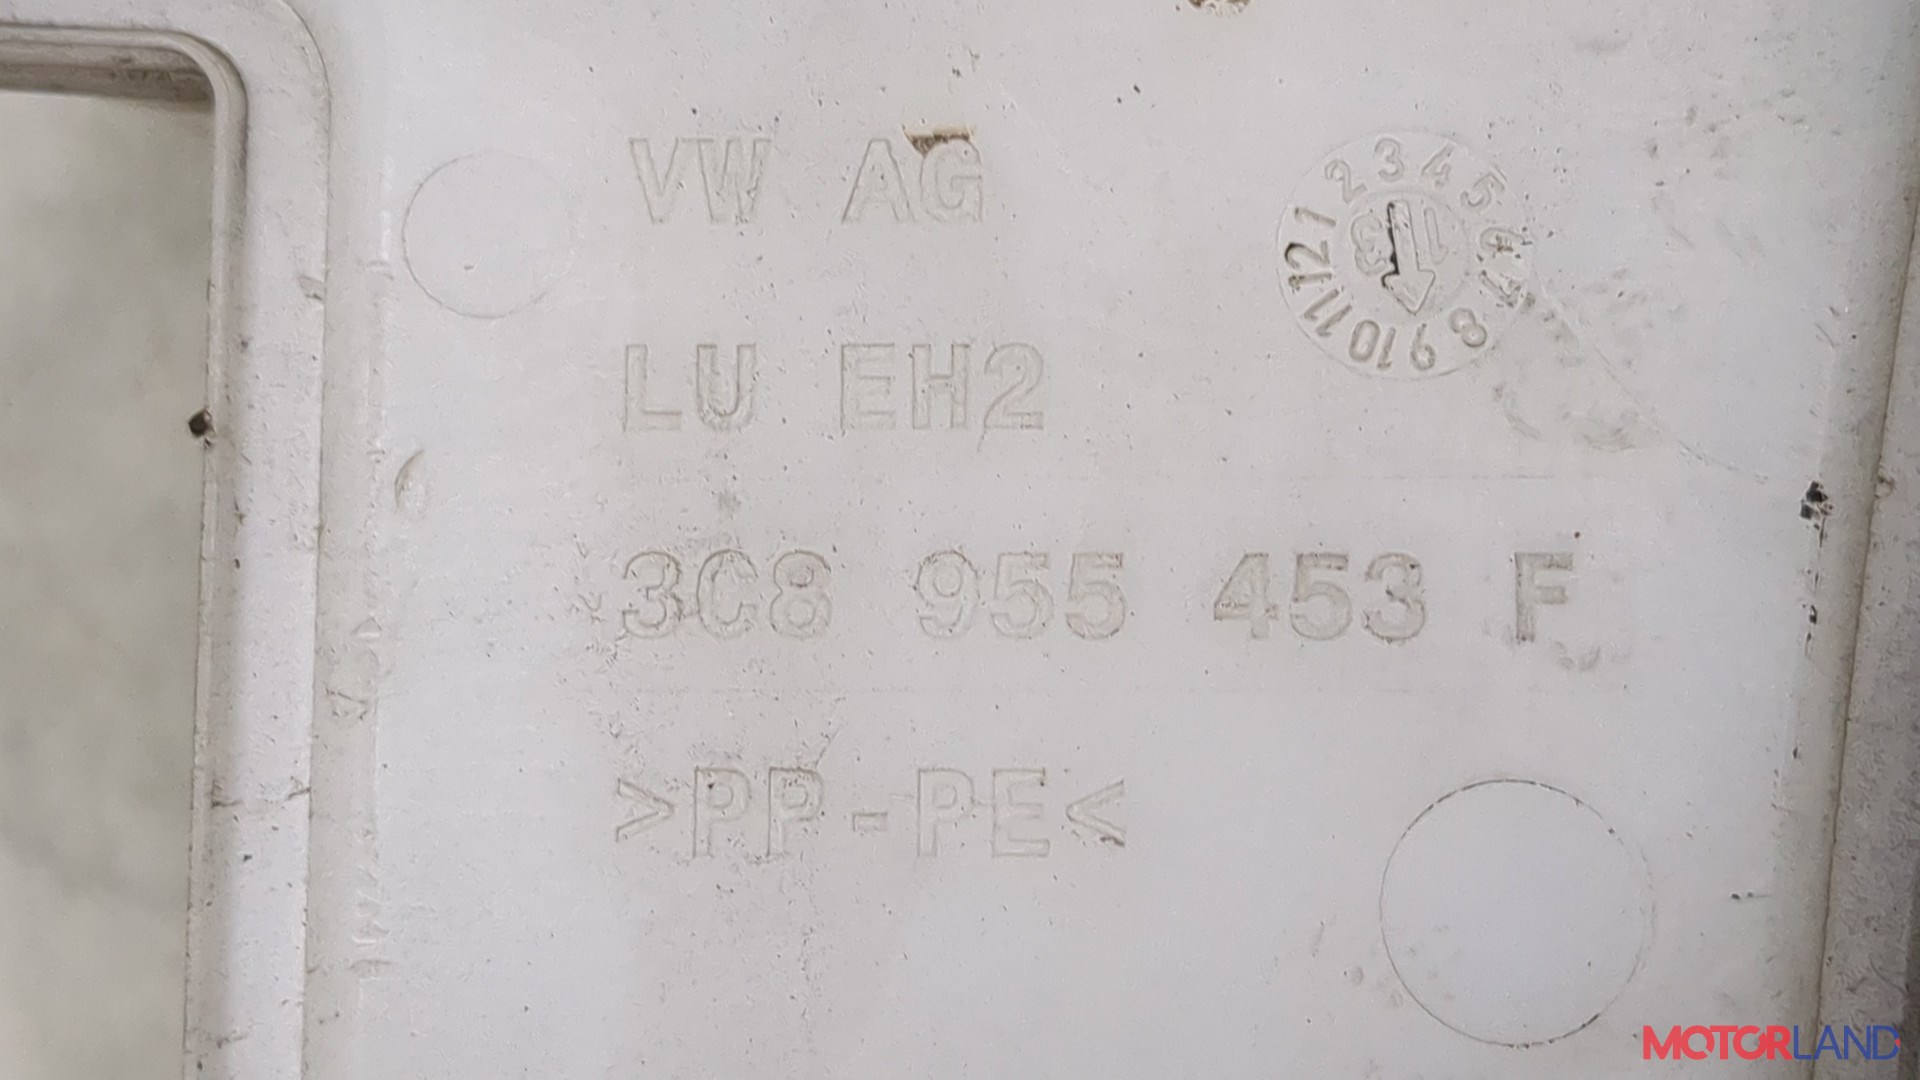 VW AG
LU EH2
3C8 955 453 F
>PP-PE<
1 2 3 4 5 6 7 8 9 10 11 12
MOTORLAND